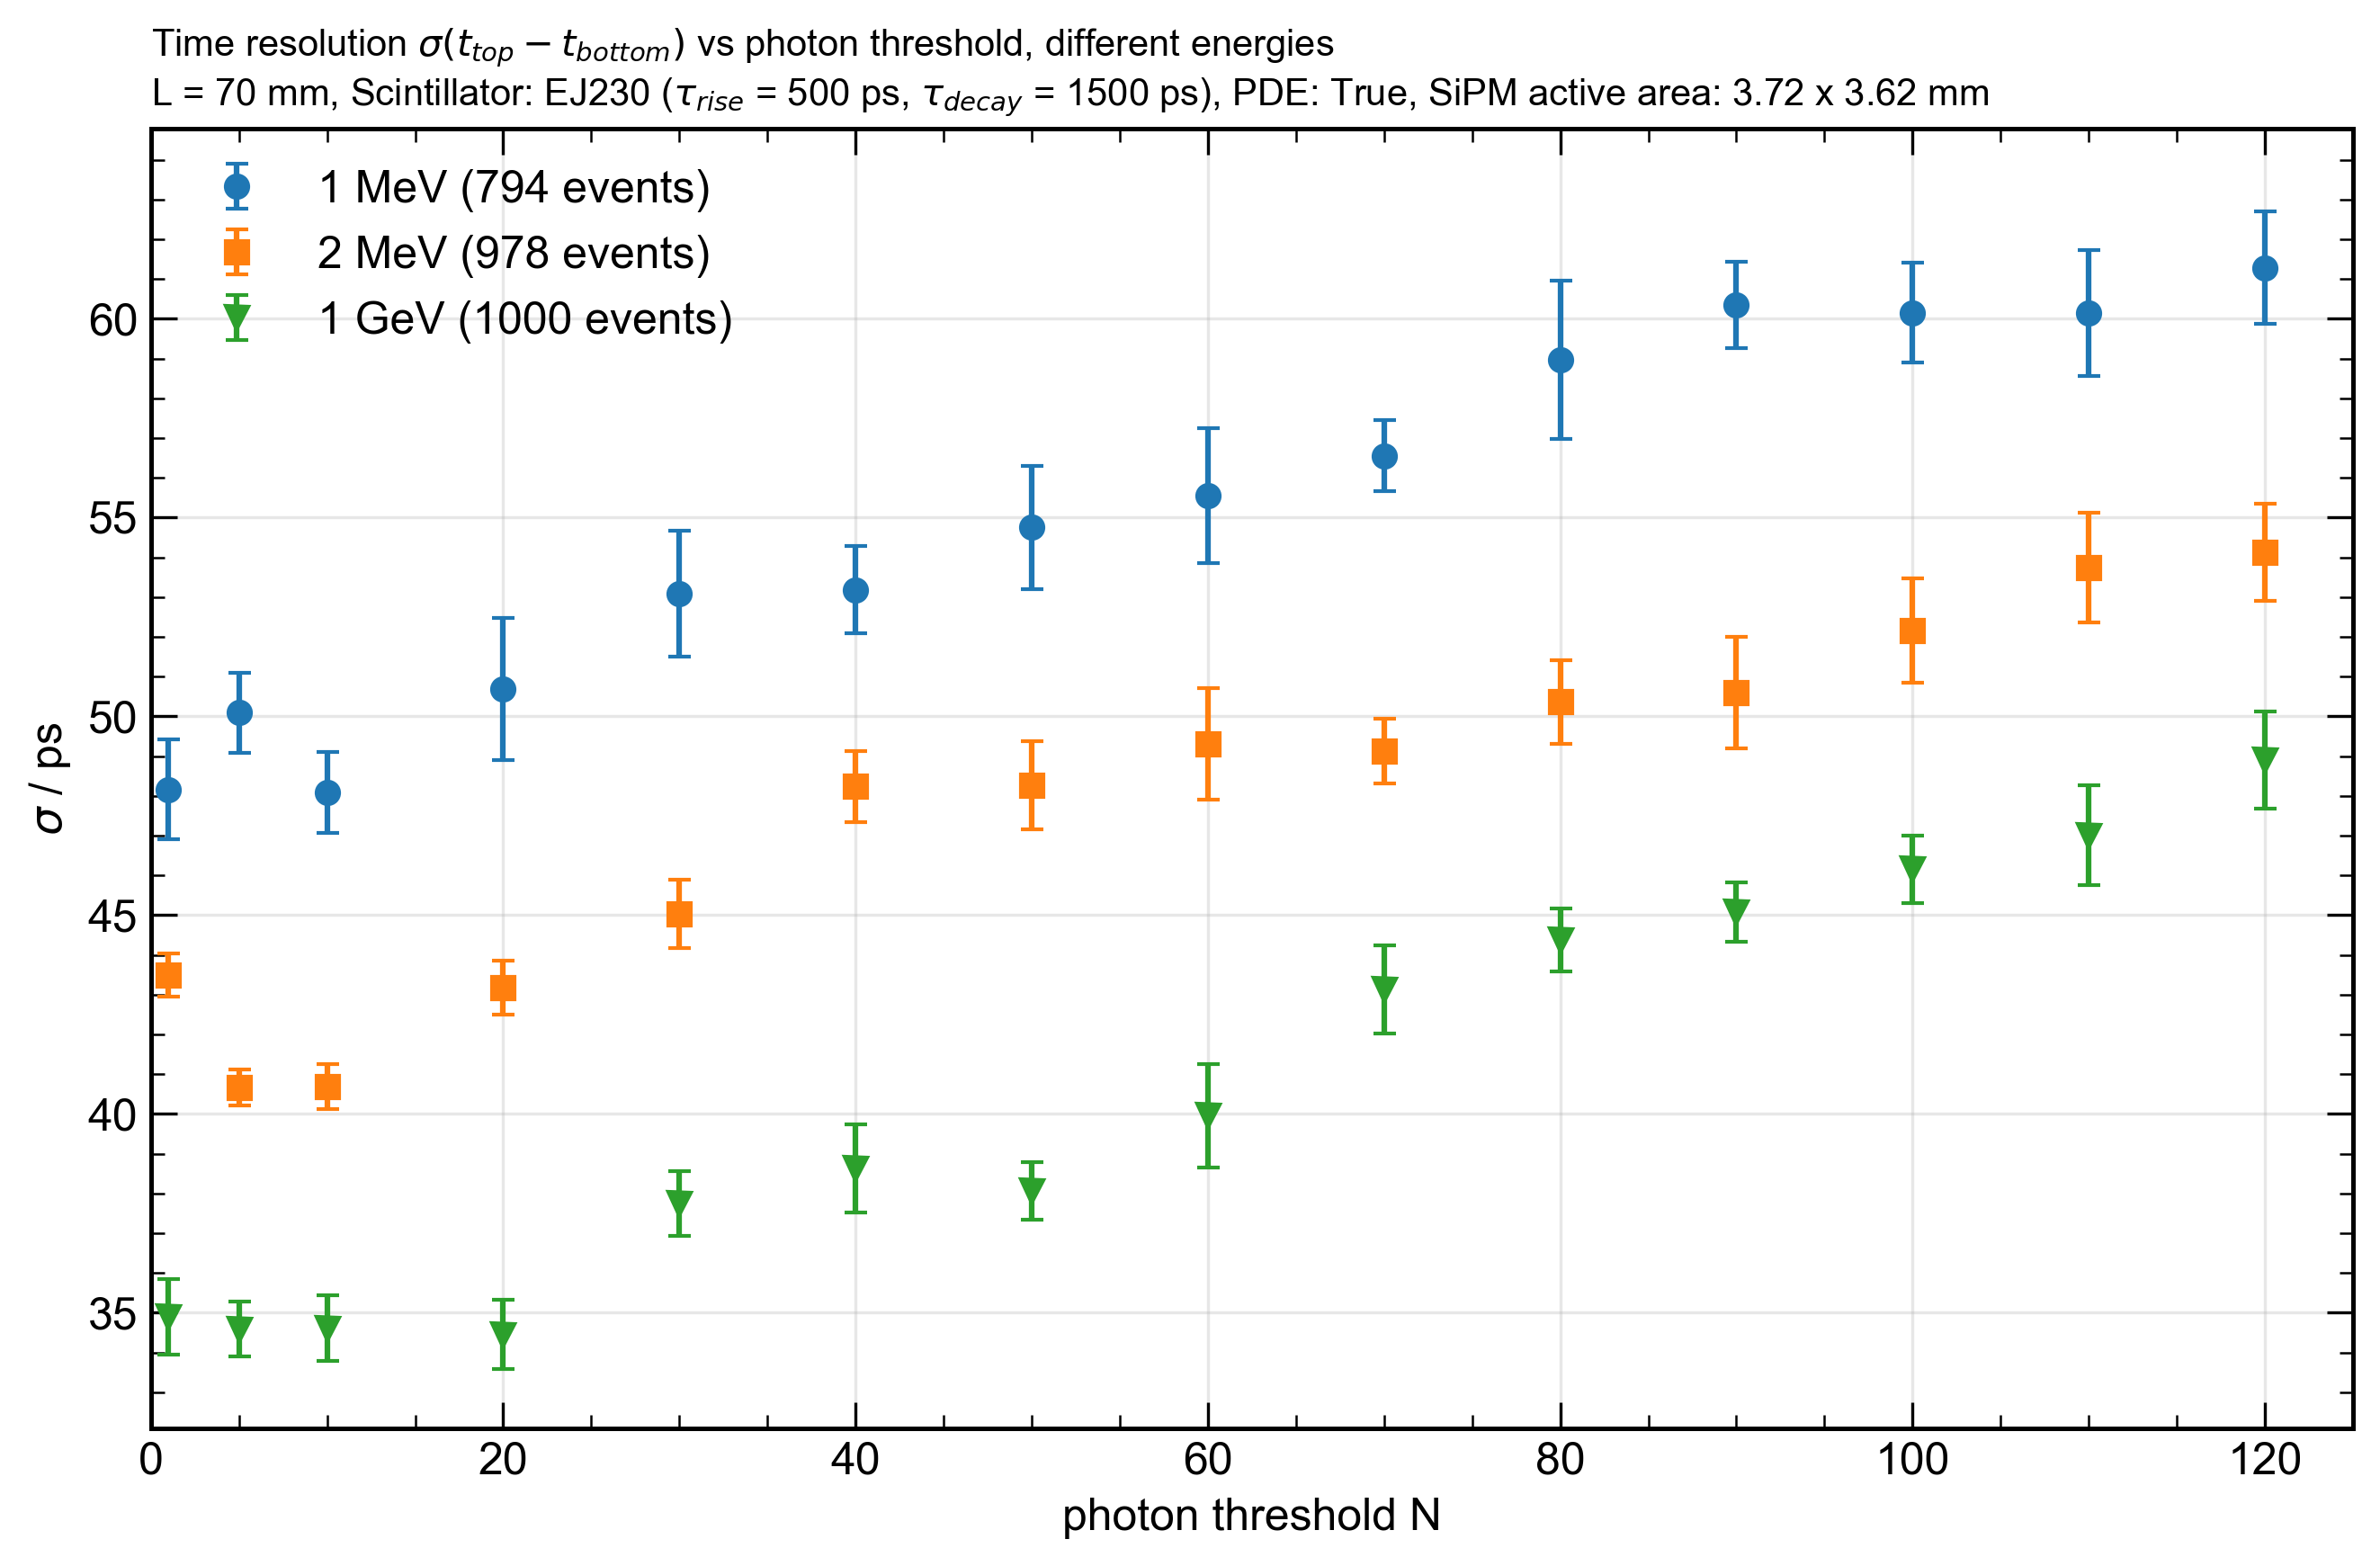 Time resolution σ(t_top − t_bottom) vs photon threshold, different energies
L = 70 mm, Scintillator: EJ230 (τ_rise = 500 ps, τ_decay = 1500 ps), PDE: True, SiPM active area: 3.72 x 3.62 mm
1 MeV (794 events)
2 MeV (978 events)
1 GeV (1000 events)
60
55
50
45
40
35
σ / ps
0 20 40 60 80 100 120
photon threshold N